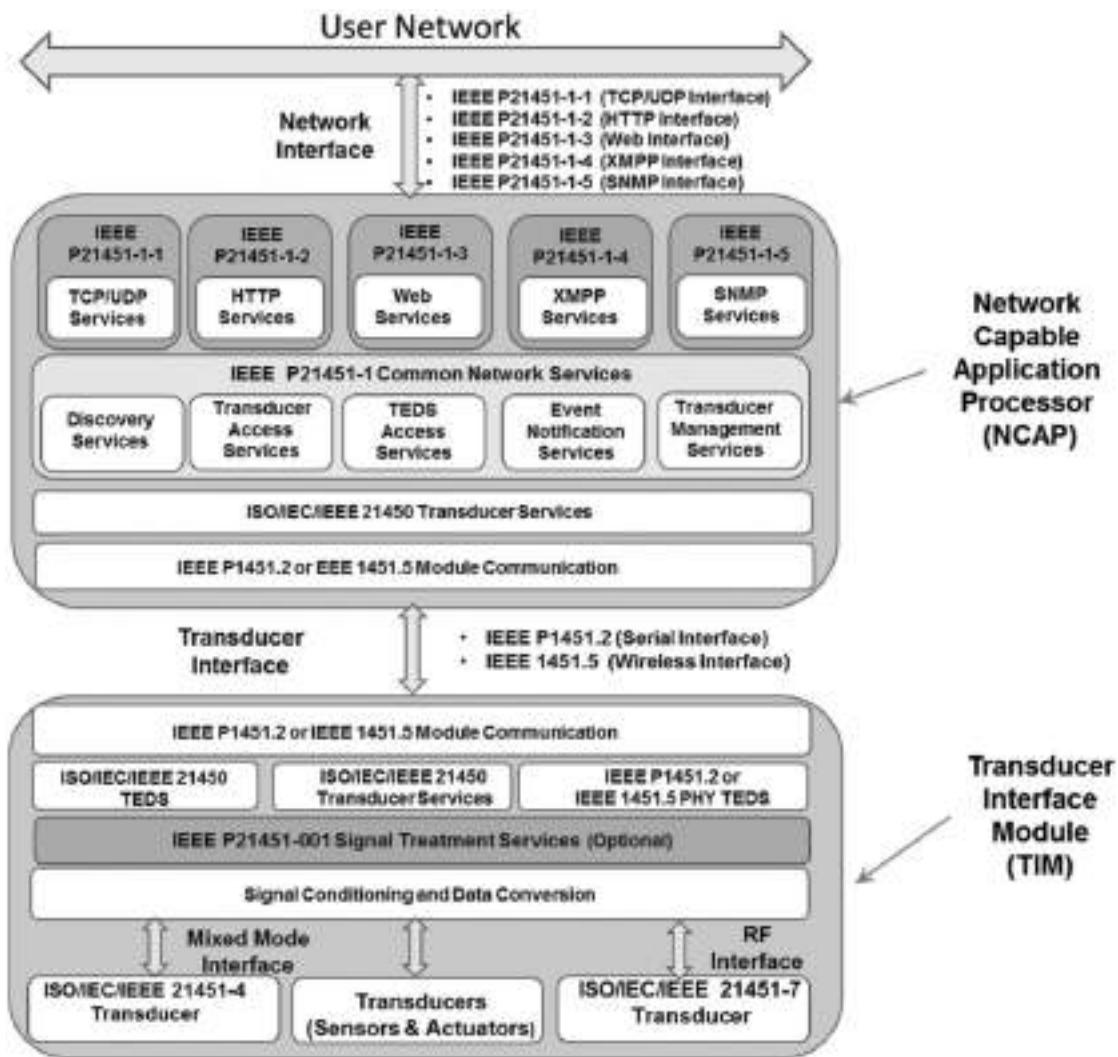 User Network
Network
Interface
• IEEE P21451-1-1 (TCP/UDP Interface)
• IEEE P21451-1-2 (HTTP Interface)
• IEEE P21451-1-3 (Web Interface)
• IEEE P21451-1-4 (XMPP Interface)
• IEEE P21451-1-5 (SNMP Interface)
IEEE
P21451-1-1
TCP/UDP
Services
IEEE
P21451-1-2
HTTP
Services
IEEE
P21451-1-3
Web
Services
IEEE
P21451-1-4
XMPP
Services
IEEE
P21451-1-5
SNMP
Services
IEEE P21451-1 Common Network Services
Discovery
Services
Transducer
Access
Services
TEDS
Access
Services
Event
Notification
Services
Transducer
Management
Services
ISO/IEC/IEEE 21450 Transducer Services
IEEE P1451.2 or EEE 1451.5 Module Communication
Network
Capable
Application
Processor
(NCAP)
Transducer
Interface
• IEEE P1451.2 (Serial Interface)
• IEEE 1451.5 (Wireless Interface)
IEEE P1451.2 or IEEE 1451.5 Module Communication
ISO/IEC/IEEE 21450
TEDS
ISO/IEC/IEEE 21450
Transducer Services
IEEE P1451.2 or
IEEE 1451.5 PHY TEDS
IEEE P21451-001 Signal Treatment Services (Optional)
Signal Conditioning and Data Conversion
Mixed Mode
Interface
RF
Interface
ISO/IEC/IEEE 21451-4
Transducer
Transducers
(Sensors & Actuators)
ISO/IEC/IEEE 21451-7
Transducer
Transducer
Interface
Module
(TIM)